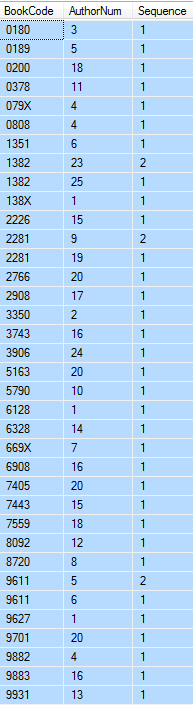 BookCode AuthorNum Sequence
0180 3 1
0189 5 1
0200 18 1
0378 11 1
079X 4 1
0808 4 1
1351 6 1
1382 23 2
1382 25 1
138X 1 1
2226 15 1
2281 9 2
2281 19 1
2766 20 1
2908 17 1
3350 2 1
3743 16 1
3906 24 1
5163 20 1
5790 10 1
6128 1 1
6328 14 1
669X 7 1
6908 16 1
7405 20 1
7443 15 1
7559 18 1
8092 12 1
8720 8 1
9611 5 2
9611 6 1
9627 1 1
9701 20 1
9882 4 1
9883 16 1
9931 13 1